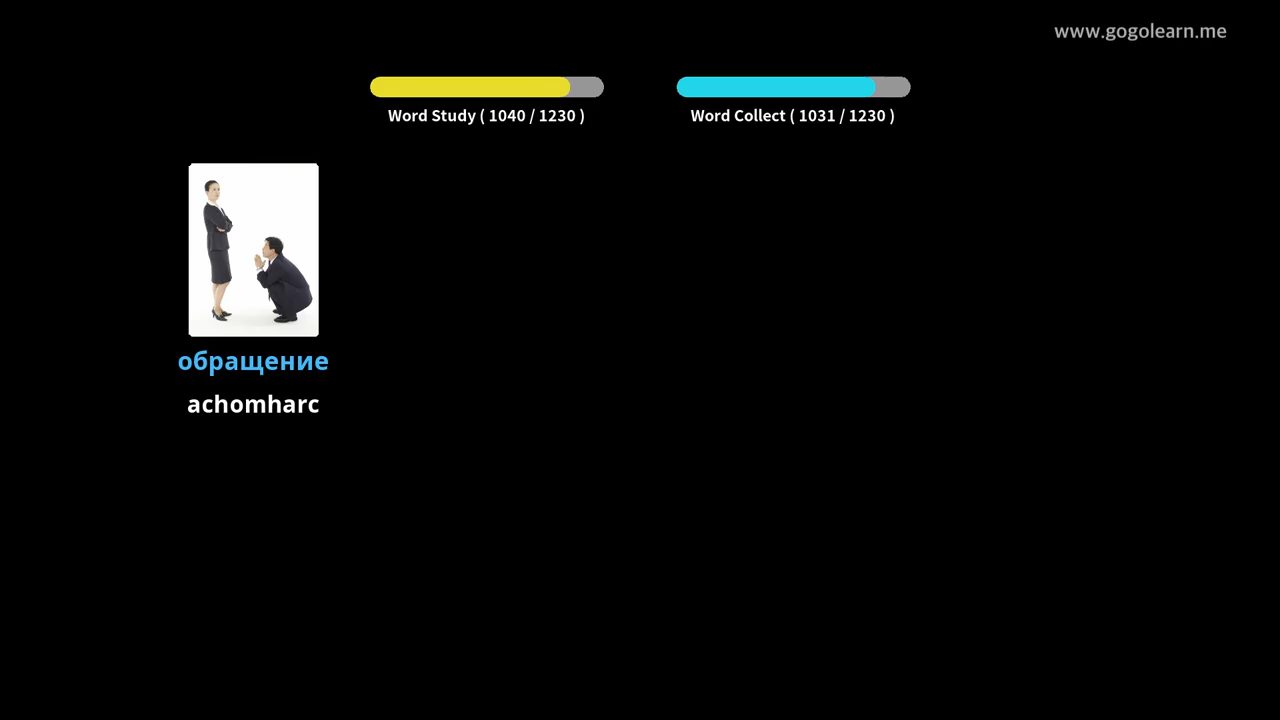 www.gogolearn.me
Word Study ( 1040 / 1230 )
Word Collect ( 1031 / 1230 )
обращение
achomharc